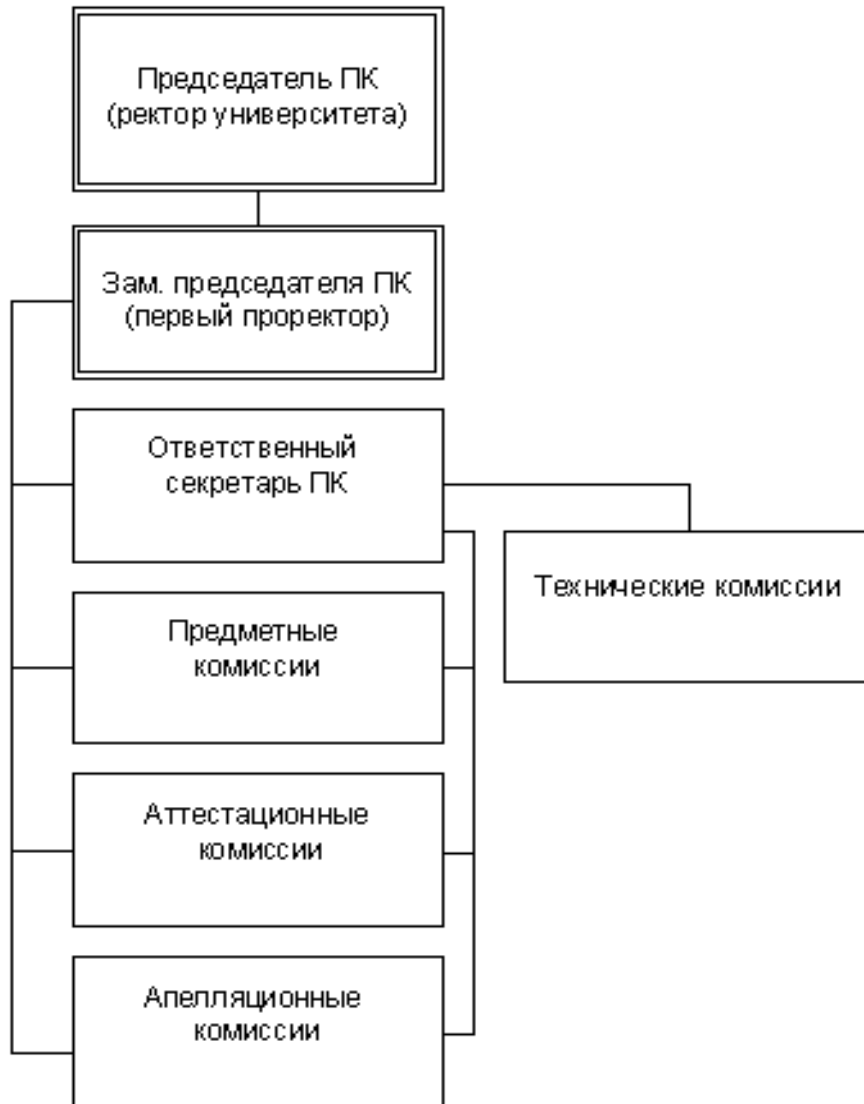 Председатель ПК
(ректор университета)
Зам. председателя ПК
(первый проректор)
Ответственный
секретарь ПК
Технические комиссии
Предметные
комиссии
Аттестационные
комиссии
Апелляционные
комиссии